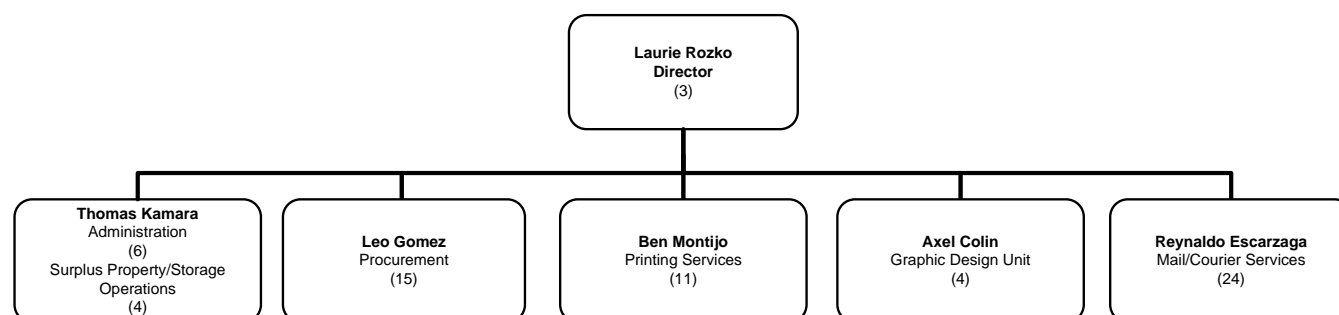 Laurie Rozko
Director
(3)
Thomas Kamara
Administration
(6)
Surplus Property/Storage
Operations
(4)
Leo Gomez
Procurement
(15)
Ben Montijo
Printing Services
(11)
Axel Colin
Graphic Design Unit
(4)
Reynaldo Escarzaga
Mail/Courier Services
(24)